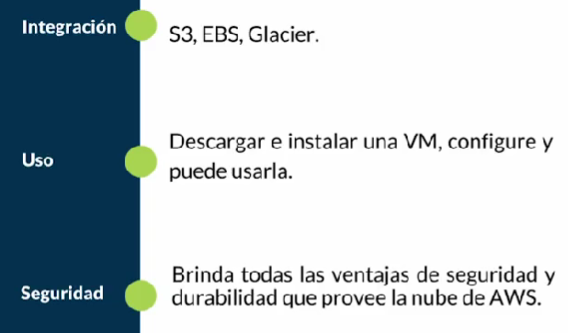 Integración
S3, EBS, Glacier.
Uso
Descargar e instalar una VM, configure y
puede usarla.
Seguridad
Brinda todas las ventajas de seguridad y
durabilidad que provee la nube de AWS.